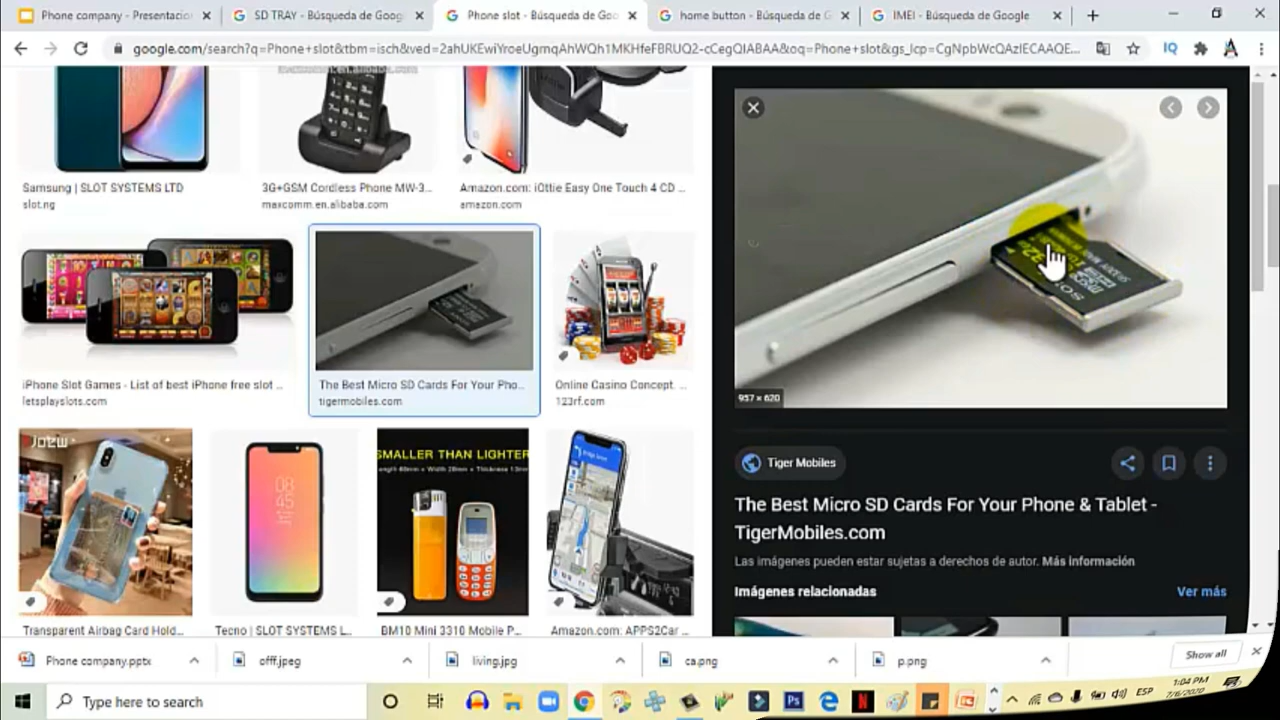 Phone company - Presentacio
SD TRAY - Búsqueda de Goog
Phone slot - Búsqueda de Goo
home button - Búsqueda de G
IMEI - Búsqueda de Google
google.com/search?q=Phone+slot&tbm=isch&ved=2ahUKEwiYroeUgmqAhWQh1MKHfeFBRUQ2-cCegQIABAA&oq=Phone+slot&gs_lcp=CgNpbWcQAzIECAAQE...
IQ
Samsung | SLOT SYSTEMS LTD
slot.ng
3G+GSM Cordless Phone MW-3...
maxcomm.en.alibaba.com
Amazon.com: iOttie Easy One Touch 4 CD ...
amazon.com
iPhone Slot Games - List of best iPhone free slot ...
letsplayslots.com
The Best Micro SD Cards For Your Pho...
tigermobiles.com
Online Casino Concept. ...
123rf.com
957 × 620
Tiger Mobiles
The Best Micro SD Cards For Your Phone & Tablet -
TigerMobiles.com
Las imágenes pueden estar sujetas a derechos de autor. Más información
Imágenes relacionadas
Ver más
SMALLER THAN LIGHTER
Transparent Airbag Card Hold...
Tecno | SLOT SYSTEMS L...
BM10 Mini 3310 Mobile P...
Amazon.com: APPS2Car ...
Phone company.pptx
offf.jpeg
living.jpg
ca.png
p.png
Show all
Type here to search
Ps
ESP
1:04 PM
7/6/2020